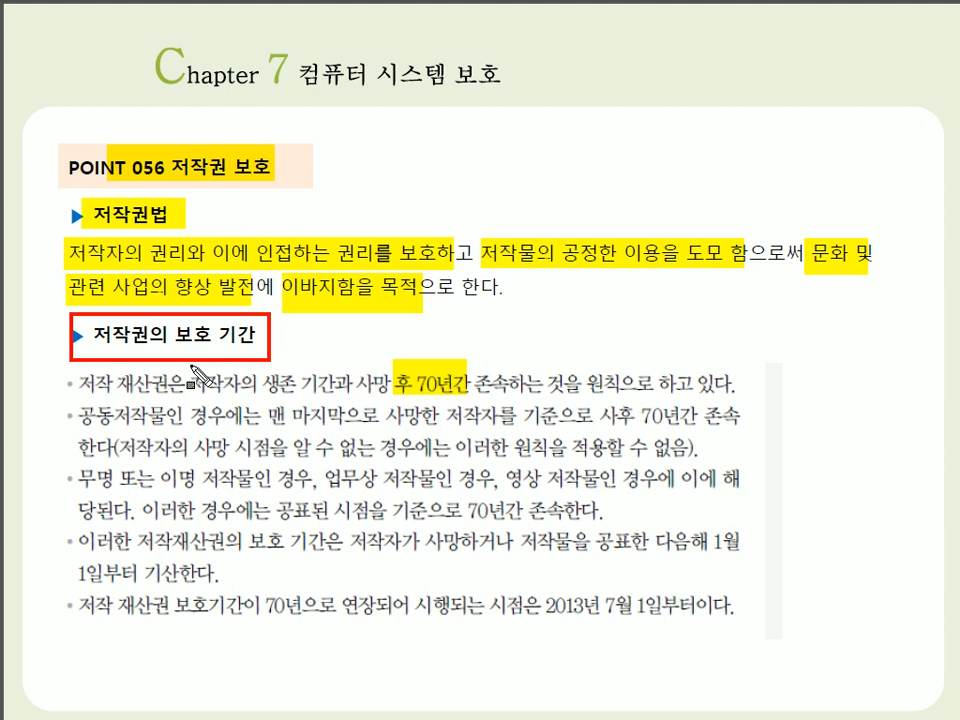 Chapter 7 컴퓨터 시스템 보호
POINT 056 저작권 보호
▶ 저작권법
저작자의 권리와 이에 인접하는 권리를 보호하고 저작물의 공정한 이용을 도모 함으로써 문화 및
관련 사업의 향상 발전에 이바지함을 목적으로 한다.
▶ 저작권의 보호 기간
• 저작 재산권은 저작자의 생존 기간과 사망 후 70년간 존속하는 것을 원칙으로 하고 있다.
• 공동저작물인 경우에는 맨 마지막으로 사망한 저작자를 기준으로 사후 70년간 존속
한다(저작자의 사망 시점을 알 수 없는 경우에는 이러한 원칙을 적용할 수 없음).
• 무명 또는 이명 저작물인 경우, 업무상 저작물인 경우, 영상 저작물인 경우에 이에 해
당된다. 이러한 경우에는 공표된 시점을 기준으로 70년간 존속한다.
• 이러한 저작재산권의 보호 기간은 저작자가 사망하거나 저작물을 공표한 다음해 1월
1일부터 기산한다.
• 저작 재산권 보호기간이 70년으로 연장되어 시행되는 시점은 2013년 7월 1일부터이다.